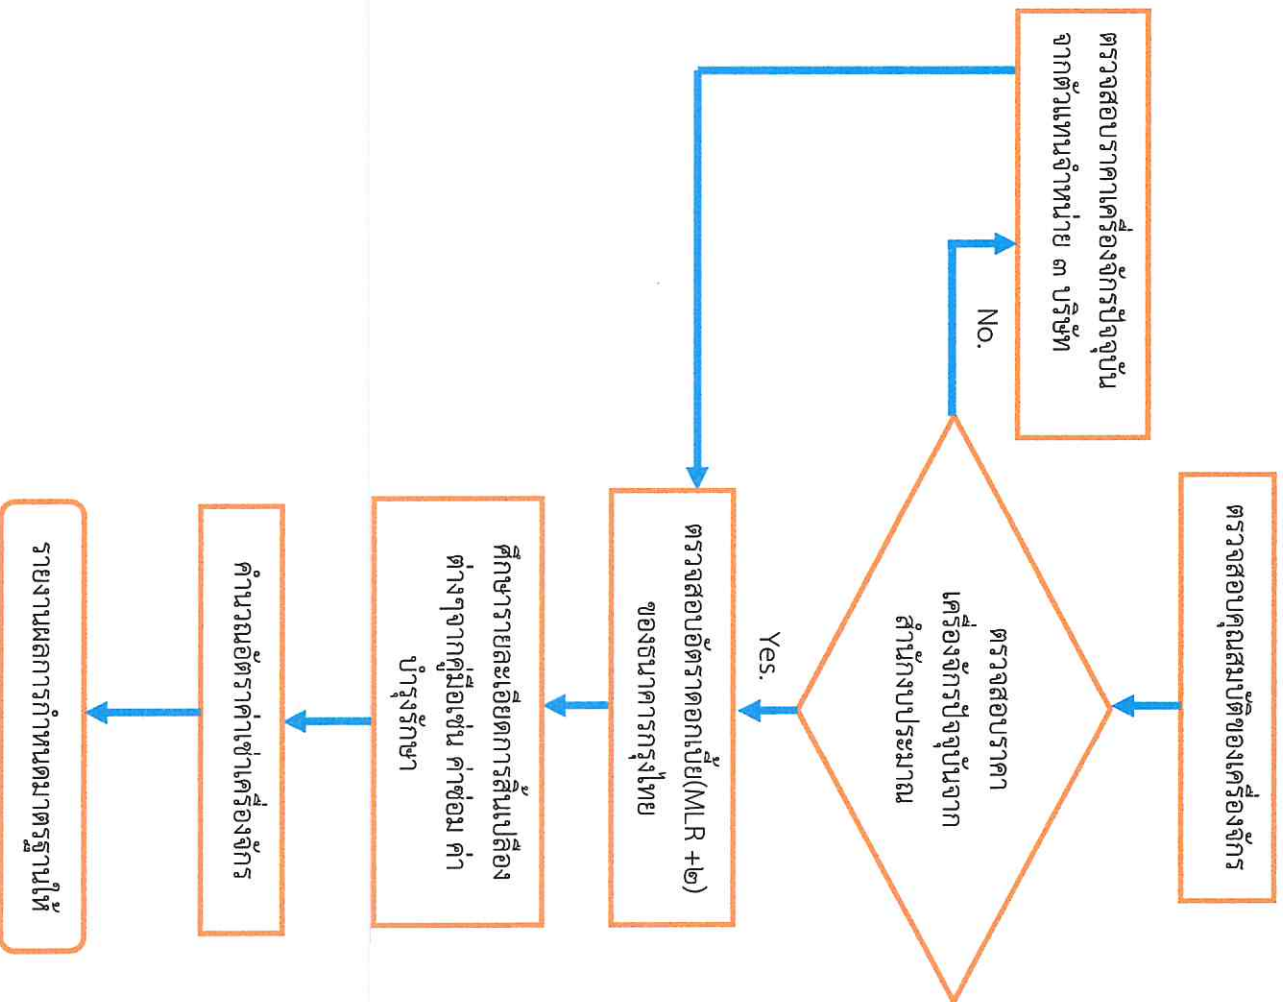 ตรวจสอบคุณสมบัติของเครื่องจักร
ตรวจสอบราคา
เครื่องจักรปัจจุบันจาก
สำนักงบประมาณ
No.
ตรวจสอบราคาเครื่องจักรปัจจุบัน
จากตัวแทนจำหน่าย ๓ บริษัท
Yes.
ตรวจสอบอัตราดอกเบี้ย(MLR +๒)
ของธนาคารกรุงไทย
ศึกษารายละเอียดการสิ้นเปลือง
ต่างๆจากคู่มือเช่น ค่าซ่อม ค่า
บำรุงรักษา
คำนวณอัตราค่าเช่าเครื่องจักร
รายงานผลการกำหนดมาตรฐานให้